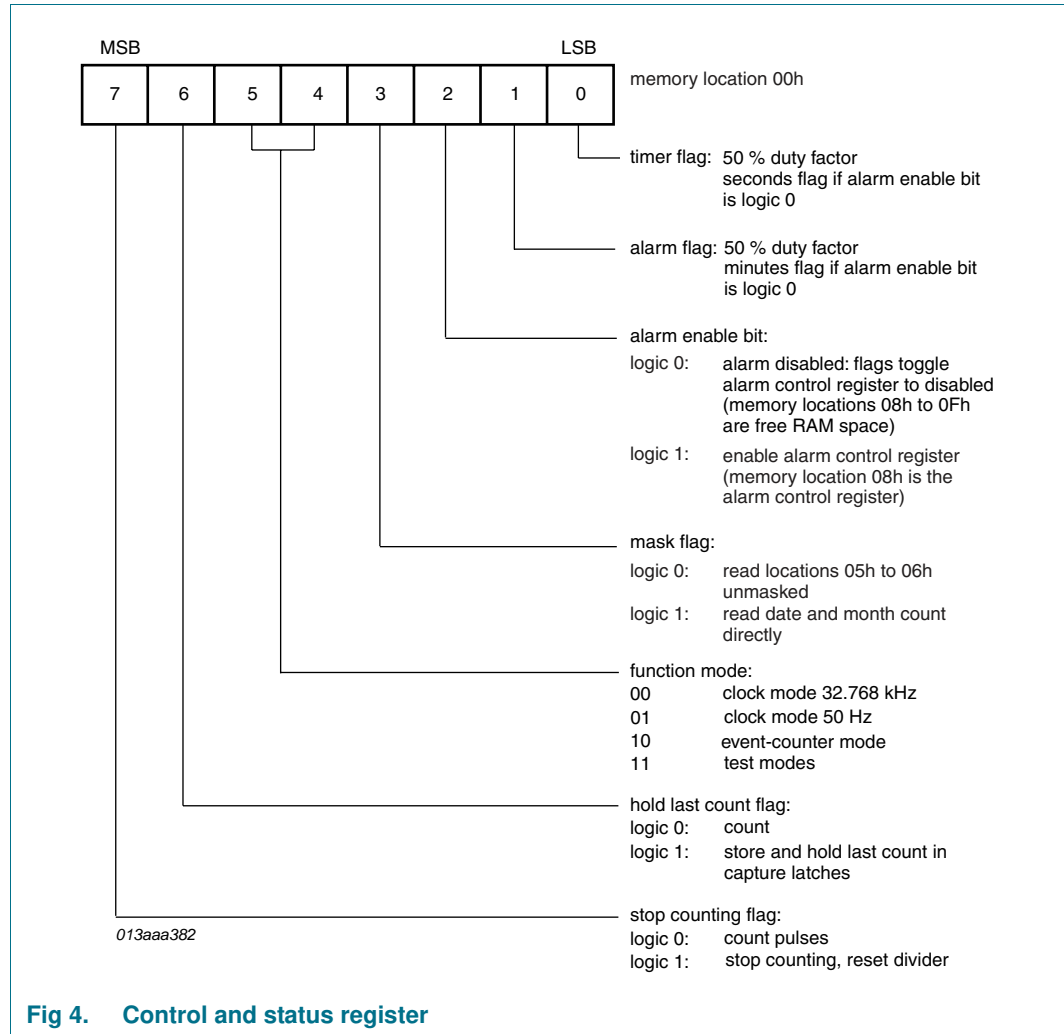 MSB LSB
7 6 5 4 3 2 1 0
memory location 00h
timer flag: 50 % duty factor
seconds flag if alarm enable bit
is logic 0
alarm flag: 50 % duty factor
minutes flag if alarm enable bit
is logic 0
alarm enable bit:
logic 0: alarm disabled: flags toggle
alarm control register to disabled
(memory locations 08h to 0Fh
are free RAM space)
logic 1: enable alarm control register
(memory location 08h is the
alarm control register)
mask flag:
logic 0: read locations 05h to 06h
unmasked
logic 1: read date and month count
directly
function mode:
00 clock mode 32.768 kHz
01 clock mode 50 Hz
10 event-counter mode
11 test modes
hold last count flag:
logic 0: count
logic 1: store and hold last count in
capture latches
stop counting flag:
logic 0: count pulses
logic 1: stop counting, reset divider
013aaa382
Fig 4. Control and status register